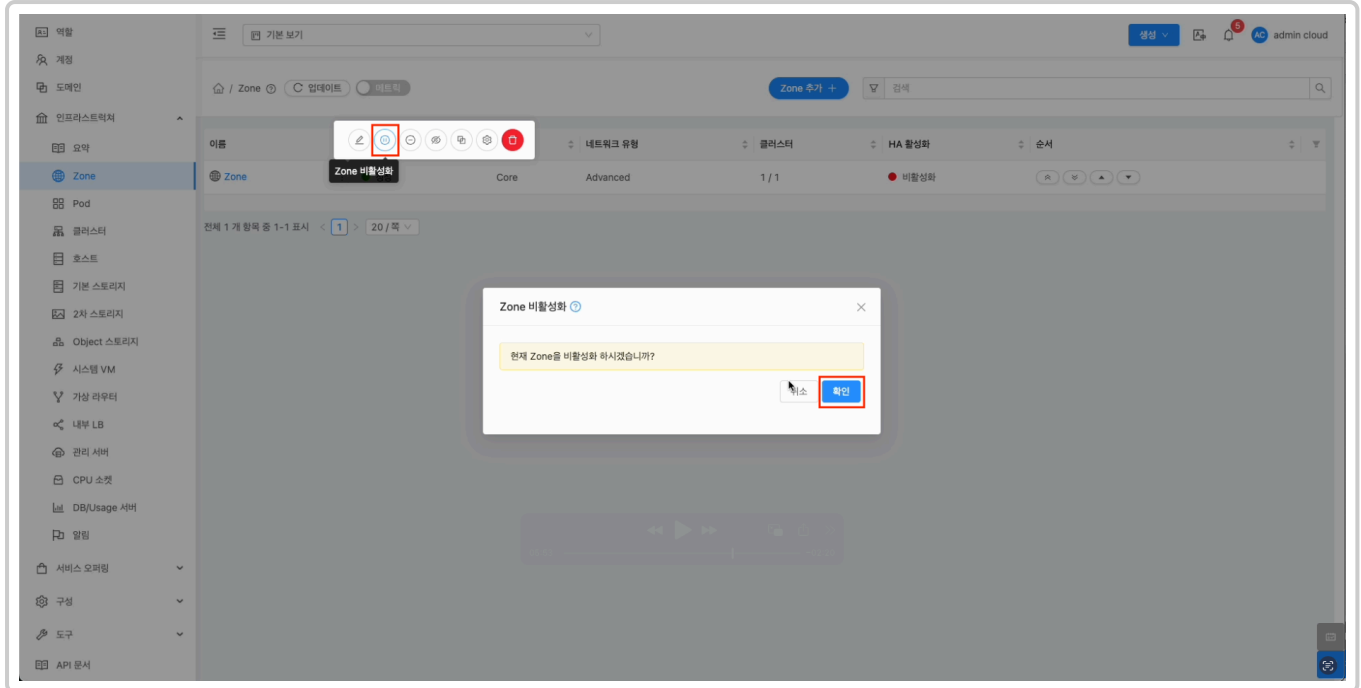 역할
기본 보기
생성
5
AC
admin cloud
계정
도메인
/ Zone
업데이트
메트릭
Zone 추가 +
검색
인프라스트럭쳐
요약
이름
네트워크 유형
클러스터
HA 활성화
순서
Zone 비활성화
Zone
Zone
Core
Advanced
1 / 1
비활성화
Pod
클러스터
전체 1 개 항목 중 1-1 표시 < 1 > 20 / 쪽
호스트
기본 스토리지
2차 스토리지
Object 스토리지
시스템 VM
가상 라우터
내부 LB
관리 서버
CPU 소켓
DB/Usage 서버
알림
서비스 오퍼링
구성
도구
API 문서
Zone 비활성화
현재 Zone을 비활성화 하시겠습니까?
취소
확인